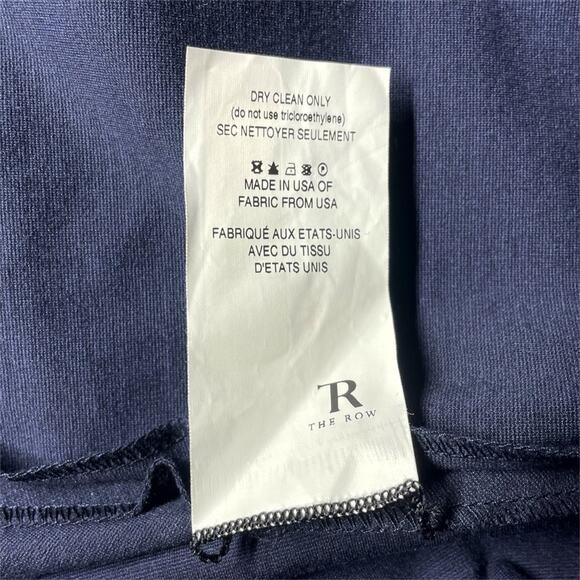 DRY CLEAN ONLY
(do not use tricloroethylene)
SEC NETTOYER SEULEMENT
MADE IN USA OF
FABRIC FROM USA
FABRIQUÉ AUX ETATS-UNIS
AVEC DU TISSU
D'ETATS UNIS
TR
THE ROW